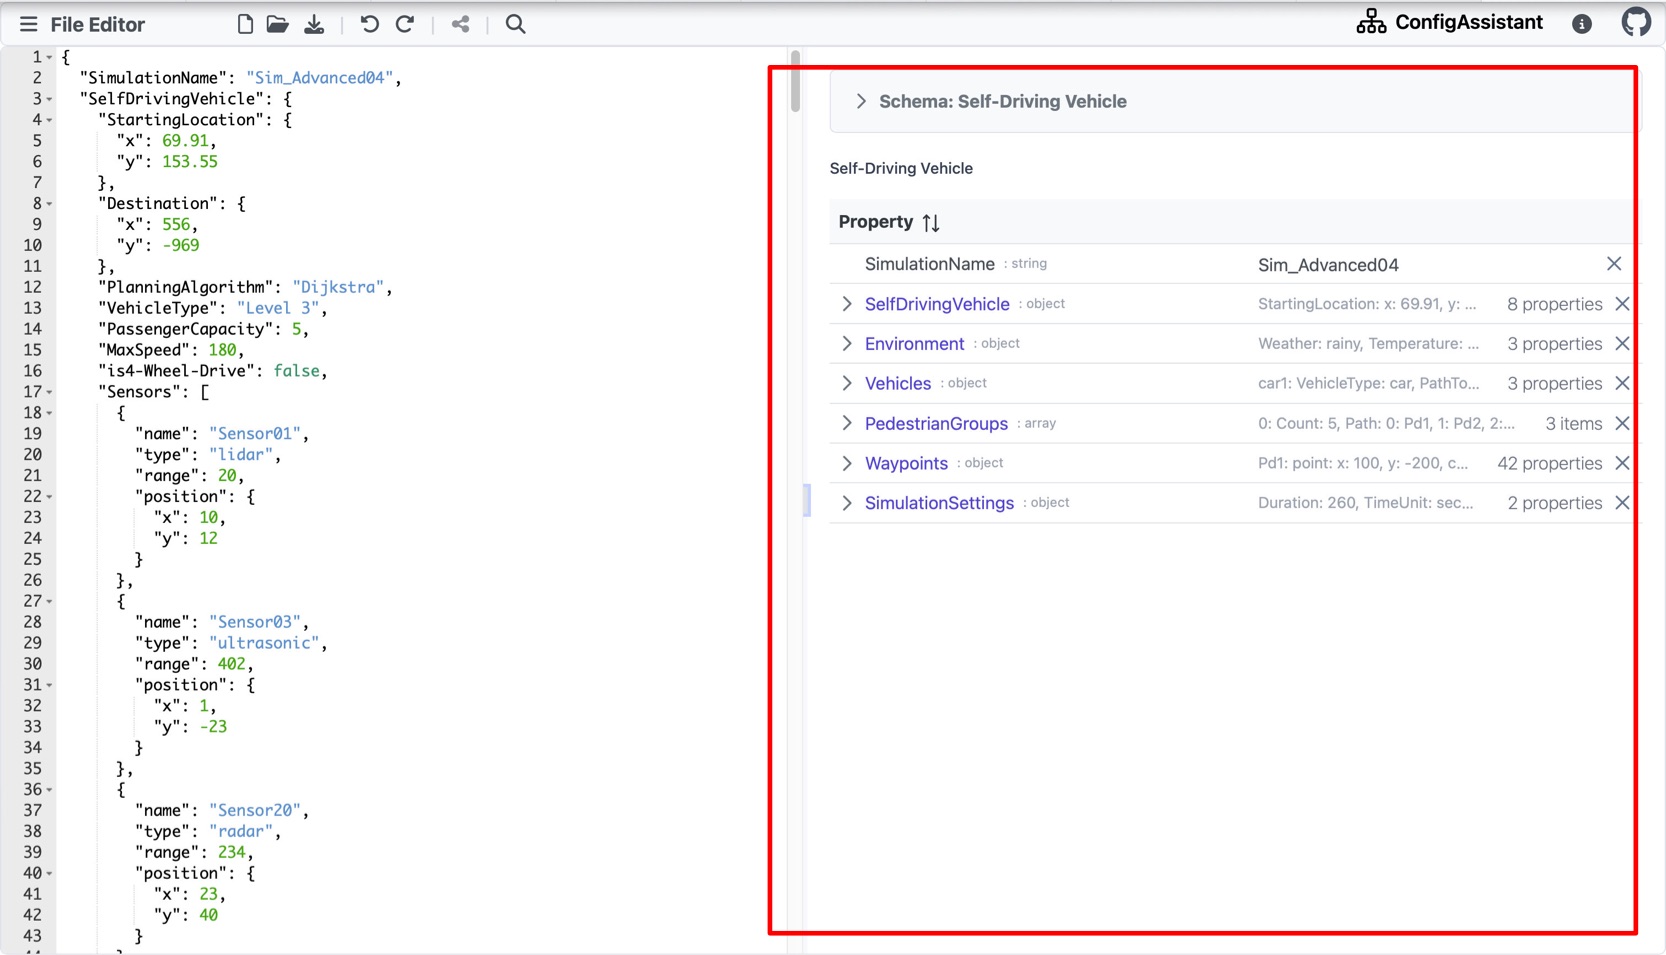 File Editor
ConfigAssistant
1 {
2 "SimulationName": "Sim_Advanced04",
3 "SelfDrivingVehicle": {
4 "StartingLocation": {
5 "x": 69.91,
6 "y": 153.55
7 },
8 "Destination": {
9 "x": 556,
10 "y": -969
11 },
12 "PlanningAlgorithm": "Dijkstra",
13 "VehicleType": "Level 3",
14 "PassengerCapacity": 5,
15 "MaxSpeed": 180,
16 "is4-Wheel-Drive": false,
17 "Sensors": [
18 {
19 "name": "Sensor01",
20 "type": "lidar",
21 "range": 20,
22 "position": {
23 "x": 10,
24 "y": 12
25 }
26 },
27 {
28 "name": "Sensor03",
29 "type": "ultrasonic",
30 "range": 402,
31 "position": {
32 "x": 1,
33 "y": -23
34 }
35 },
36 {
37 "name": "Sensor20",
38 "type": "radar",
39 "range": 234,
40 "position": {
41 "x": 23,
42 "y": 40
43 }
Schema: Self-Driving Vehicle
Self-Driving Vehicle
Property
SimulationName : string Sim_Advanced04
SelfDrivingVehicle : object StartingLocation: x: 69.91, y: ... 8 properties
Environment : object Weather: rainy, Temperature: ... 3 properties
Vehicles : object car1: VehicleType: car, PathTo... 3 properties
PedestrianGroups : array 0: Count: 5, Path: 0: Pd1, 1: Pd2, 2:... 3 items
Waypoints : object Pd1: point: x: 100, y: -200, c... 42 properties
SimulationSettings : object Duration: 260, TimeUnit: sec... 2 properties